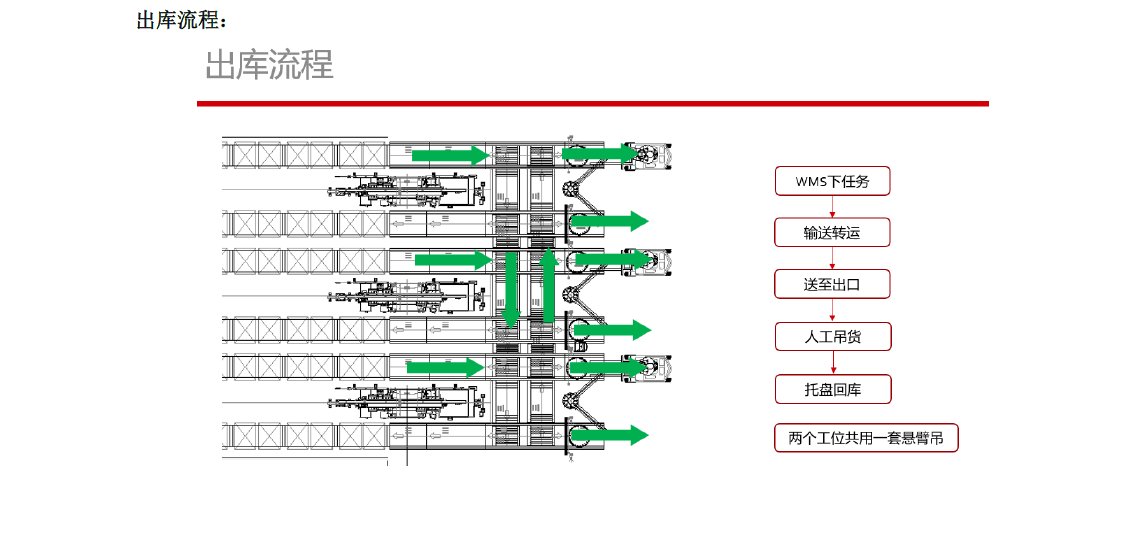 出库流程：
出库流程
WMS下任务
输送转运
送至出口
人工吊货
托盘回库
两个工位共用一套悬臂吊